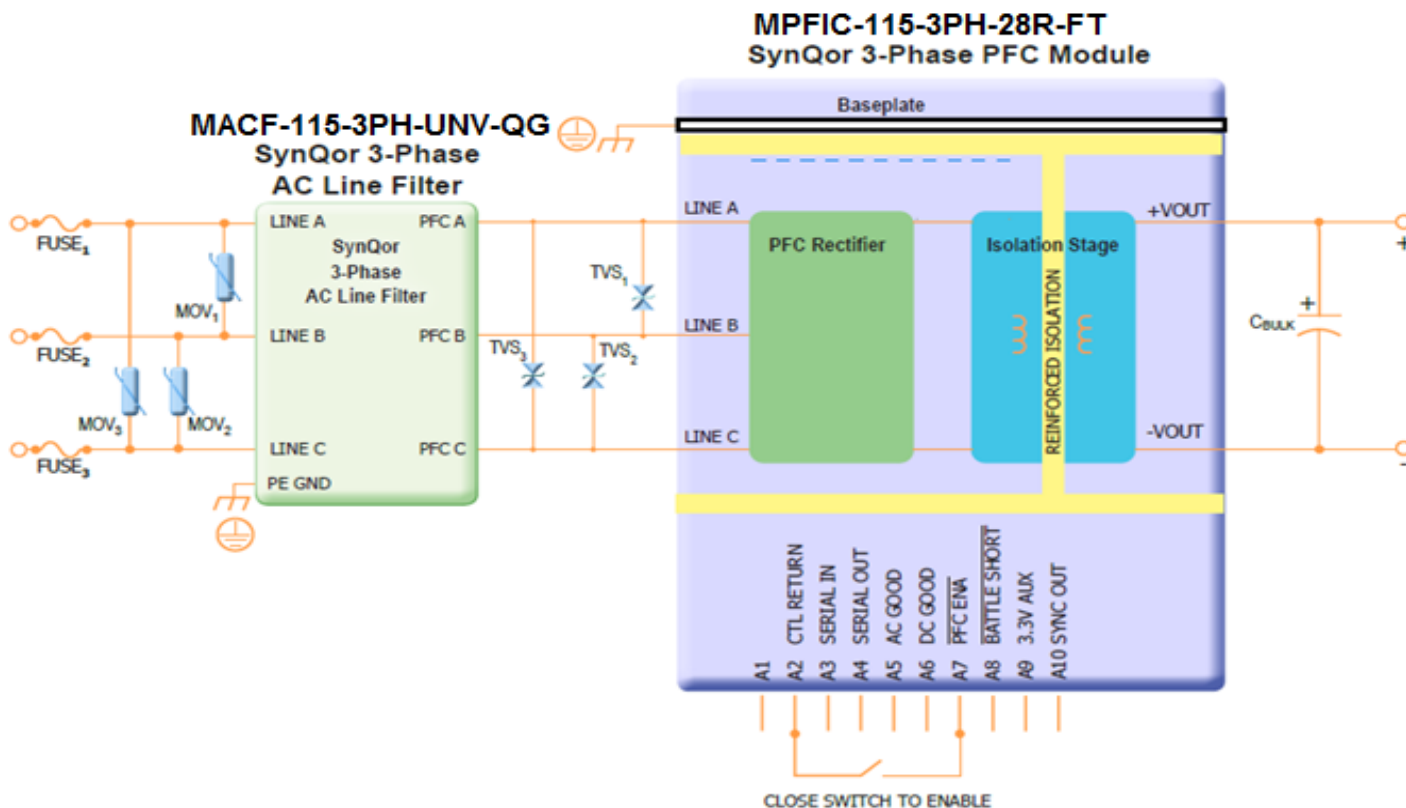 MPFIC-115-3PH-28R-FT
SynQor 3-Phase PFC Module
Baseplate
MACF-115-3PH-UNV-QG
SynQor 3-Phase
AC Line Filter
LINE A
PFC A
SynQor
3-Phase
AC Line Filter
LINE B
PFC B
LINE C
PFC C
PE GND
FUSE1
FUSE2
FUSE3
MOV1
MOV3
MOV2
TVS1
TVS3
TVS2
LINE A
LINE B
LINE C
PFC Rectifier
Isolation Stage
REINFORCED ISOLATION
+VOUT
-VOUT
CBULK
+
+
-
A1
A2 CTL RETURN
A3 SERIAL IN
A4 SERIAL OUT
A5 AC GOOD
A6 DC GOOD
A7 PFC ENA
A8 BATTLE SHORT
A9 3.3V AUX
A10 SYNC OUT
CLOSE SWITCH TO ENABLE